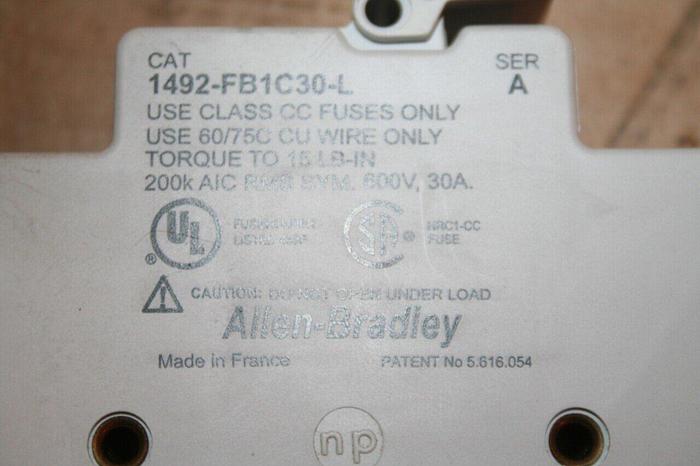 CAT SER
1492-FB1C30-L A
USE CLASS CC FUSES ONLY
USE 60/75C CU WIRE ONLY
TORQUE TO 15 LB-IN
200k AIC RMS SYM. 600V, 30A.
UL ®
LISTED
SA ®
HRC1-CC
FUSE
CAUTION: DO NOT OPEN UNDER LOAD
Allen-Bradley
Made in France PATENT No 5.616.054
np